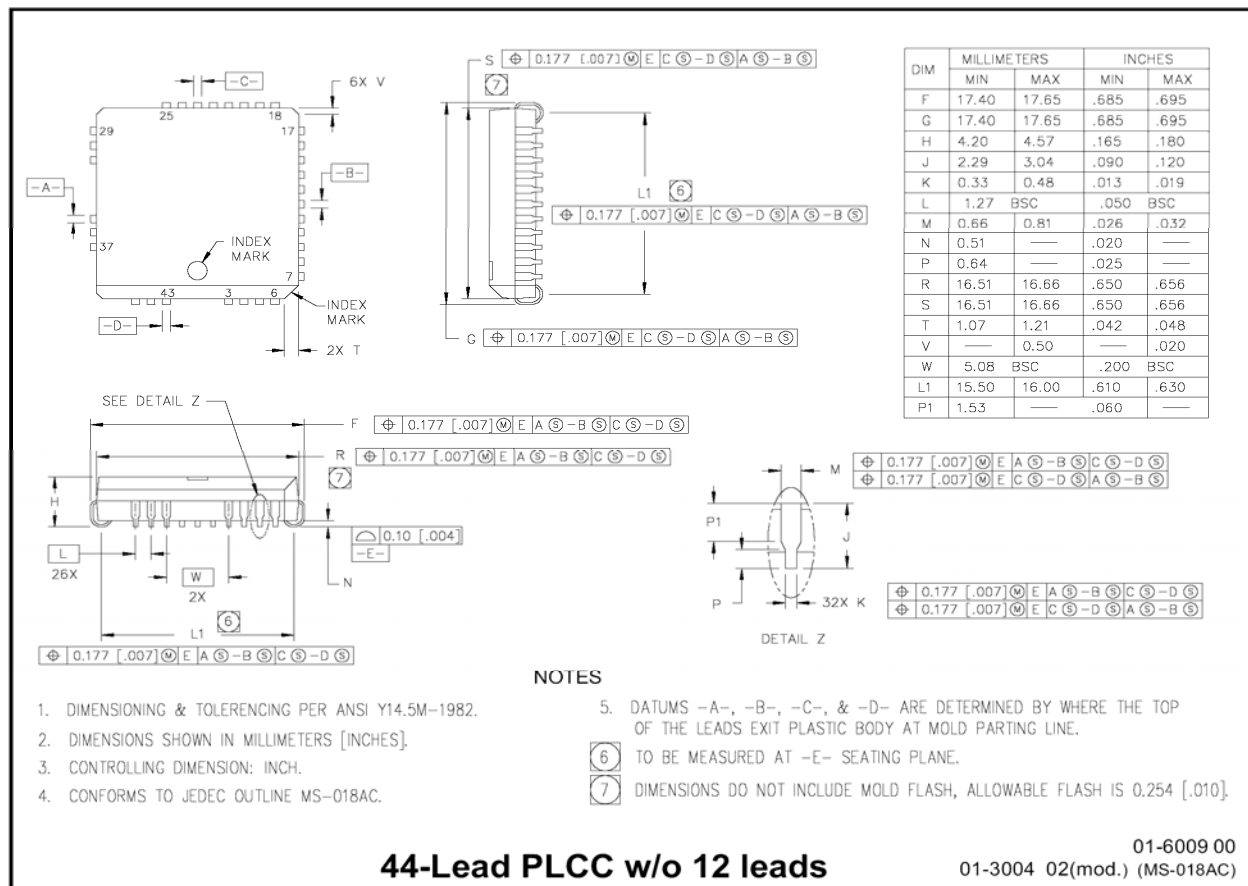 -C-
6X V
25
18
29
17
-A-
-B-
37
INDEX
MARK
7
43
3
6
INDEX
MARK
-D-
2X T
S ⌖ 0.177 [.007] Ⓜ E C Ⓢ -D Ⓢ A Ⓢ -B Ⓢ
7
L1 6
⌖ 0.177 [.007] Ⓜ E C Ⓢ -D Ⓢ A Ⓢ -B Ⓢ
G ⌖ 0.177 [.007] Ⓜ E C Ⓢ -D Ⓢ A Ⓢ -B Ⓢ
DIM MILLIMETERS INCHES
MIN MAX MIN MAX
F 17.40 17.65 .685 .695
G 17.40 17.65 .685 .695
H 4.20 4.57 .165 .180
J 2.29 3.04 .090 .120
K 0.33 0.48 .013 .019
L 1.27 BSC .050 BSC
M 0.66 0.81 .026 .032
N 0.51 — .020 —
P 0.64 — .025 —
R 16.51 16.66 .650 .656
S 16.51 16.66 .650 .656
T 1.07 1.21 .042 .048
V — 0.50 — .020
W 5.08 BSC .200 BSC
L1 15.50 16.00 .610 .630
P1 1.53 — .060 —
SEE DETAIL Z
F ⌖ 0.177 [.007] Ⓜ E A Ⓢ -B Ⓢ C Ⓢ -D Ⓢ
R ⌖ 0.177 [.007] Ⓜ E A Ⓢ -B Ⓢ C Ⓢ -D Ⓢ
7
H
⌓ 0.10 [.004]
-E-
L
26X
W
2X
N
6
L1
⌖ 0.177 [.007] Ⓜ E A Ⓢ -B Ⓢ C Ⓢ -D Ⓢ
M ⌖ 0.177 [.007] Ⓜ E A Ⓢ -B Ⓢ C Ⓢ -D Ⓢ
⌖ 0.177 [.007] Ⓜ E C Ⓢ -D Ⓢ A Ⓢ -B Ⓢ
P1
J
P
32X K
⌖ 0.177 [.007] Ⓜ E A Ⓢ -B Ⓢ C Ⓢ -D Ⓢ
⌖ 0.177 [.007] Ⓜ E C Ⓢ -D Ⓢ A Ⓢ -B Ⓢ
DETAIL Z
NOTES
1. DIMENSIONING & TOLERENCING PER ANSI Y14.5M-1982.
2. DIMENSIONS SHOWN IN MILLIMETERS [INCHES].
3. CONTROLLING DIMENSION: INCH.
4. CONFORMS TO JEDEC OUTLINE MS-018AC.
5. DATUMS -A-, -B-, -C-, & -D- ARE DETERMINED BY WHERE THE TOP
OF THE LEADS EXIT PLASTIC BODY AT MOLD PARTING LINE.
6 TO BE MEASURED AT -E- SEATING PLANE.
7 DIMENSIONS DO NOT INCLUDE MOLD FLASH, ALLOWABLE FLASH IS 0.254 [.010].
44-Lead PLCC w/o 12 leads
01-6009 00
01-3004 02(mod.) (MS-018AC)